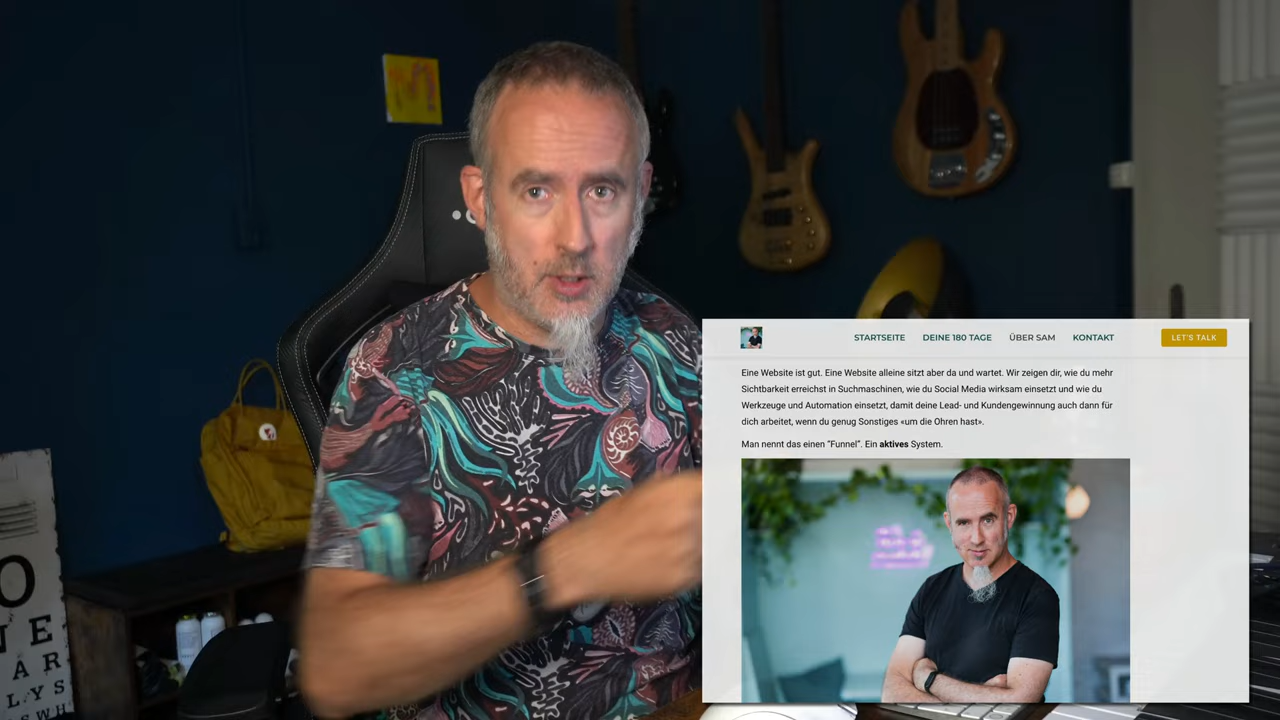 STARTSEITE DEINE 180 TAGE ÜBER SAM KONTAKT LET'S TALK
Eine Website ist gut. Eine Website alleine sitzt aber da und wartet. Wir zeigen dir, wie du mehr
Sichtbarkeit erreichst in Suchmaschinen, wie du Social Media wirksam einsetzt und wie du
Werkzeuge und Automation einsetzt, damit deine Lead- und Kundengewinnung auch dann für
dich arbeitet, wenn du genug Sonstiges «um die Ohren hast».
Man nennt das einen “Funnel”. Ein aktives System.
O
N E
A R
L Y S
S W H